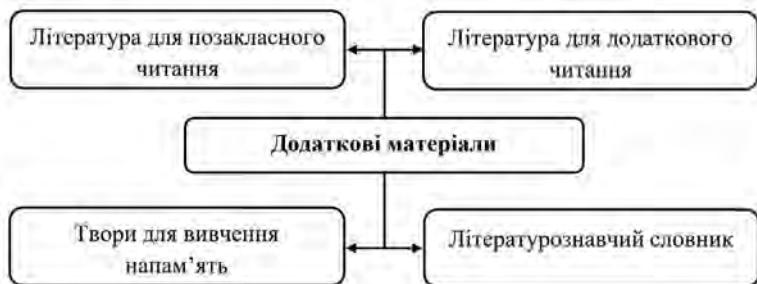 Література для позакласного
читання
Література для додаткового
читання
Додаткові матеріали
Твори для вивчення
напам’ять
Літературознавчий словник